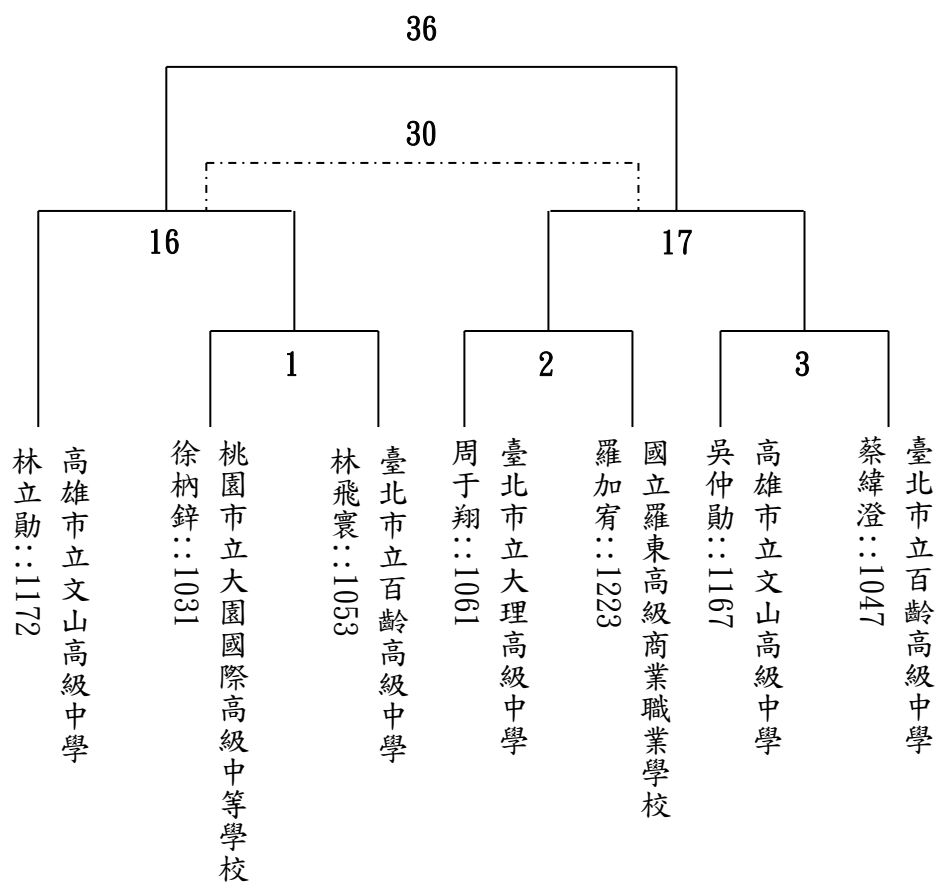 36
30
16
17
1
2
3
林立勛::1172
高雄市立文山高級中學
徐枘鋅::1031
桃園市立大園國際高級中等學校
林飛寰::1053
臺北市立百齡高級中學
周于翔::1061
臺北市立大理高級中學
羅加宥::1223
國立羅東高級商業職業學校
吳仲勛::1167
高雄市立文山高級中學
蔡緯澄::1047
臺北市立百齡高級中學